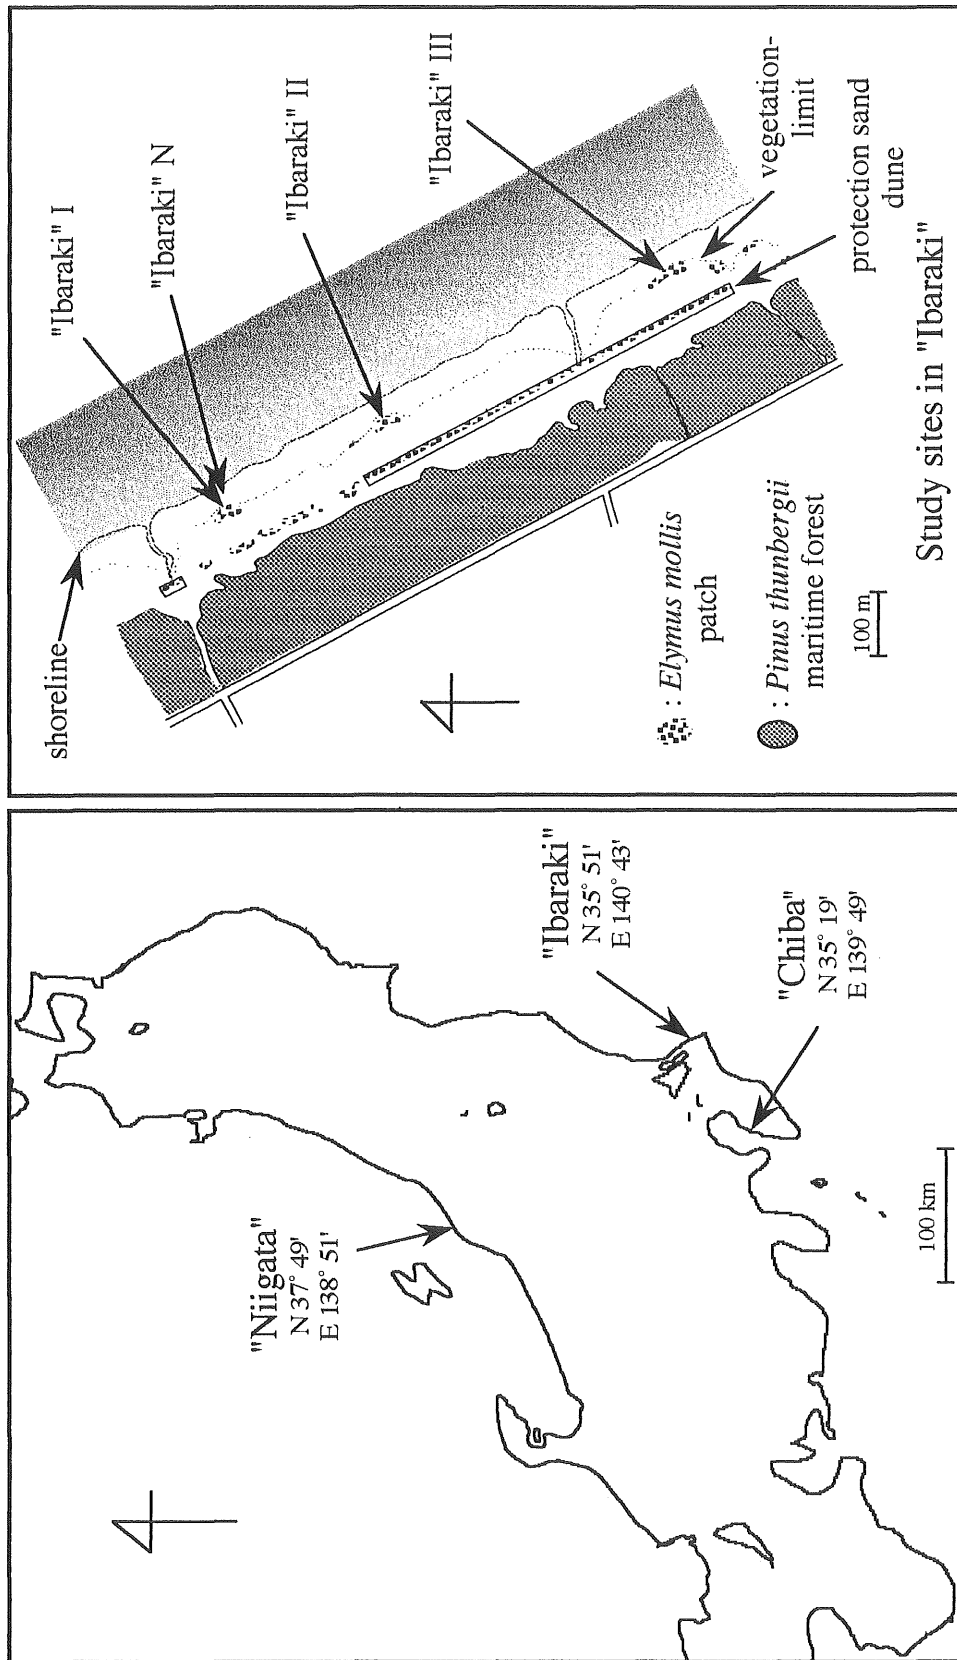 "Niigata"
N 37° 49'
E 138° 51'
"Ibaraki"
N 35° 51'
E 140° 43'
"Chiba"
N 35° 19'
E 139° 49'
100 km
shoreline
"Ibaraki" I
"Ibaraki" N
"Ibaraki" II
"Ibaraki" III
vegetation-
limit
protection sand
dune
: Elymus mollis
patch
: Pinus thunbergii
maritime forest
100 m
Study sites in "Ibaraki"